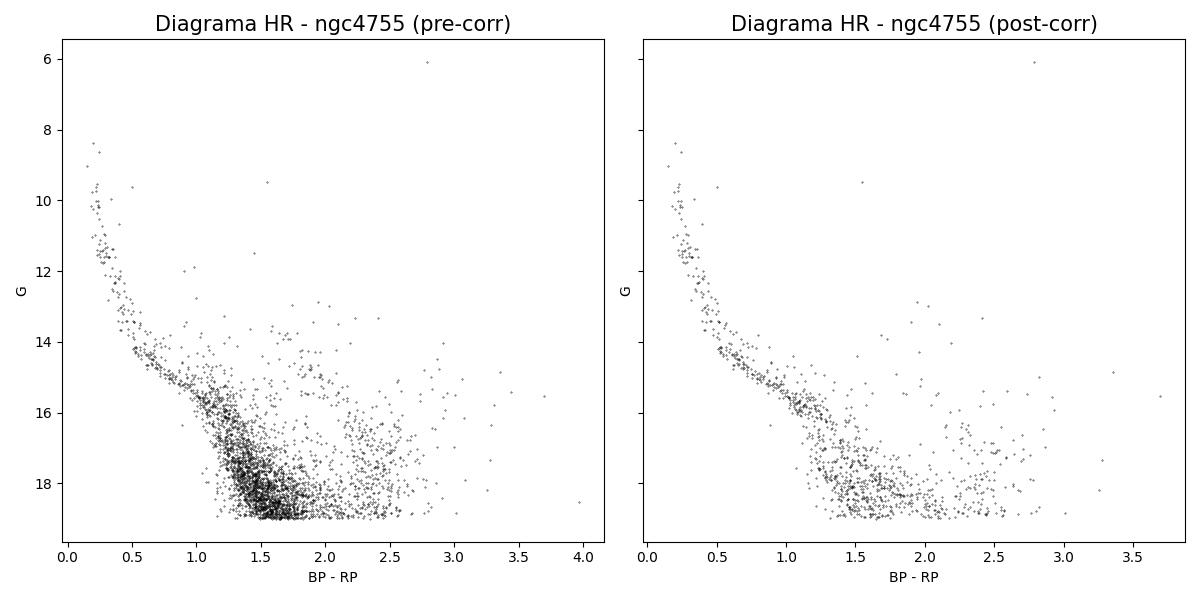 Diagrama HR - ngc4755 (pre-corr)
Diagrama HR - ngc4755 (post-corr)
6
8
10
12
14
16
18
G
G
0.0 0.5 1.0 1.5 2.0 2.5 3.0 3.5 4.0
0.0 0.5 1.0 1.5 2.0 2.5 3.0 3.5
BP - RP
BP - RP